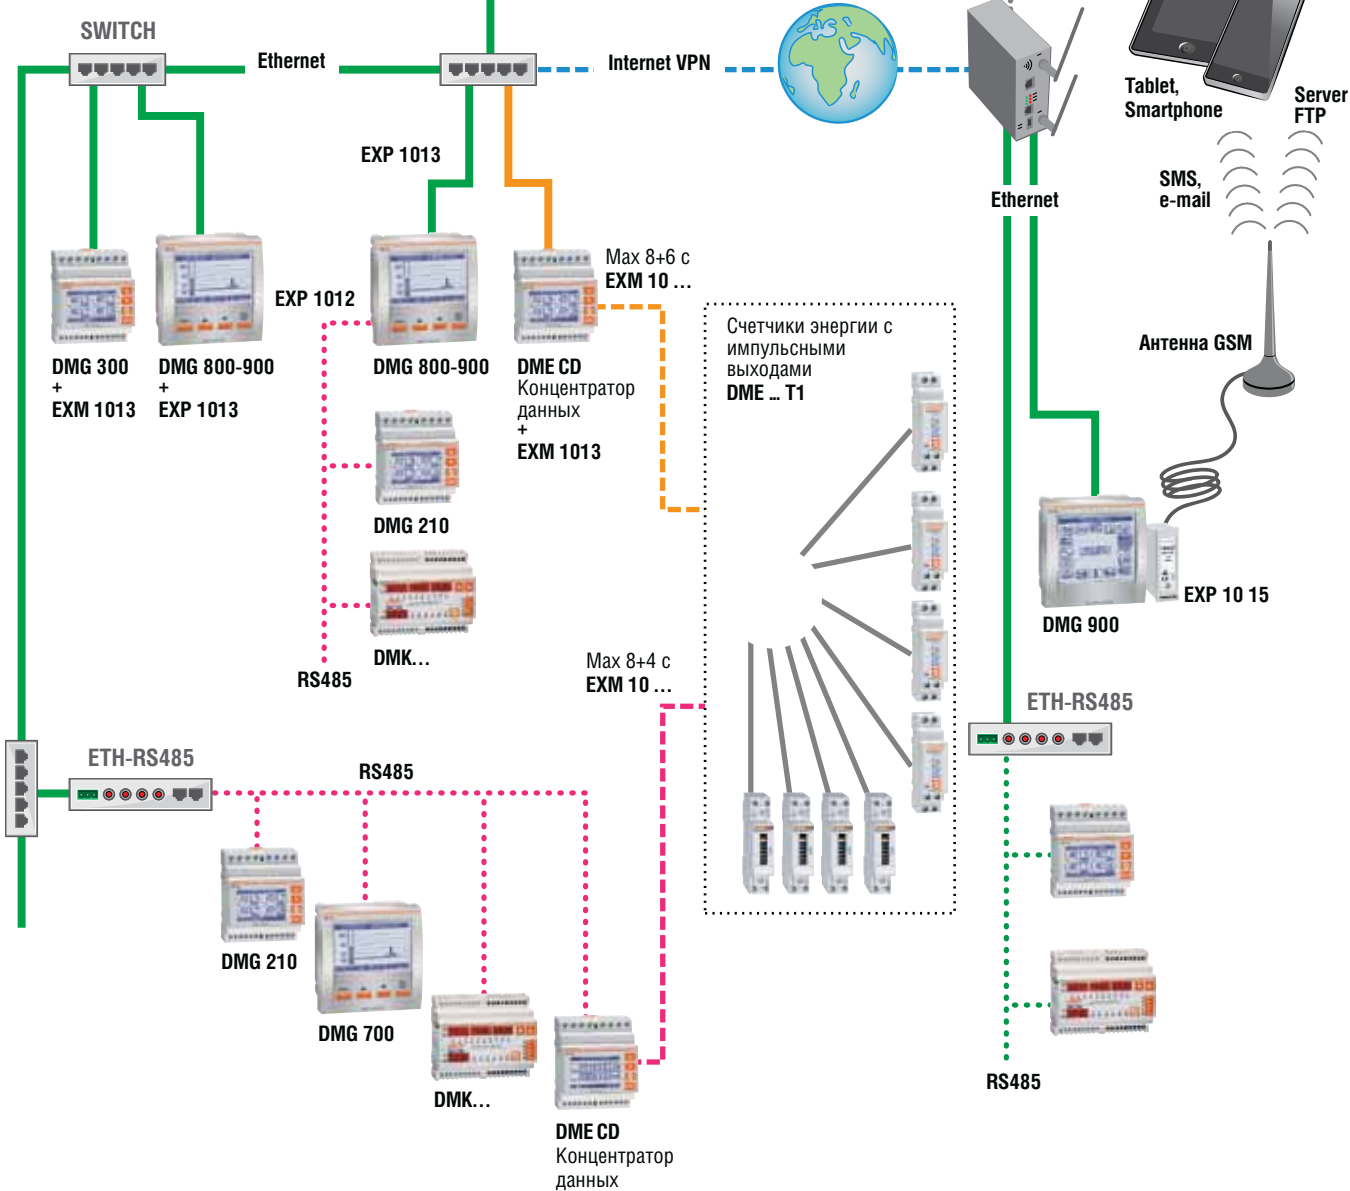 SWITCH
Ethernet
Internet VPN
Tablet,
Smartphone
Server
FTP
EXP 1013
SMS,
e-mail
Ethernet
Max 8+6 с
EXM 10 ...
EXP 1012
DMG 300
+
EXM 1013
DMG 800-900
+
EXP 1013
DMG 800-900
DME CD
Концентратор
данных
+
EXM 1013
Счетчики энергии с
импульсными
выходами
DME ... T1
Антенна GSM
DMG 210
DMK...
RS485
EXP 10 15
DMG 900
Max 8+4 с
EXM 10 ...
ETH-RS485
ETH-RS485
RS485
DMG 210
DMG 700
DMK...
DME CD
Концентратор
данных
RS485